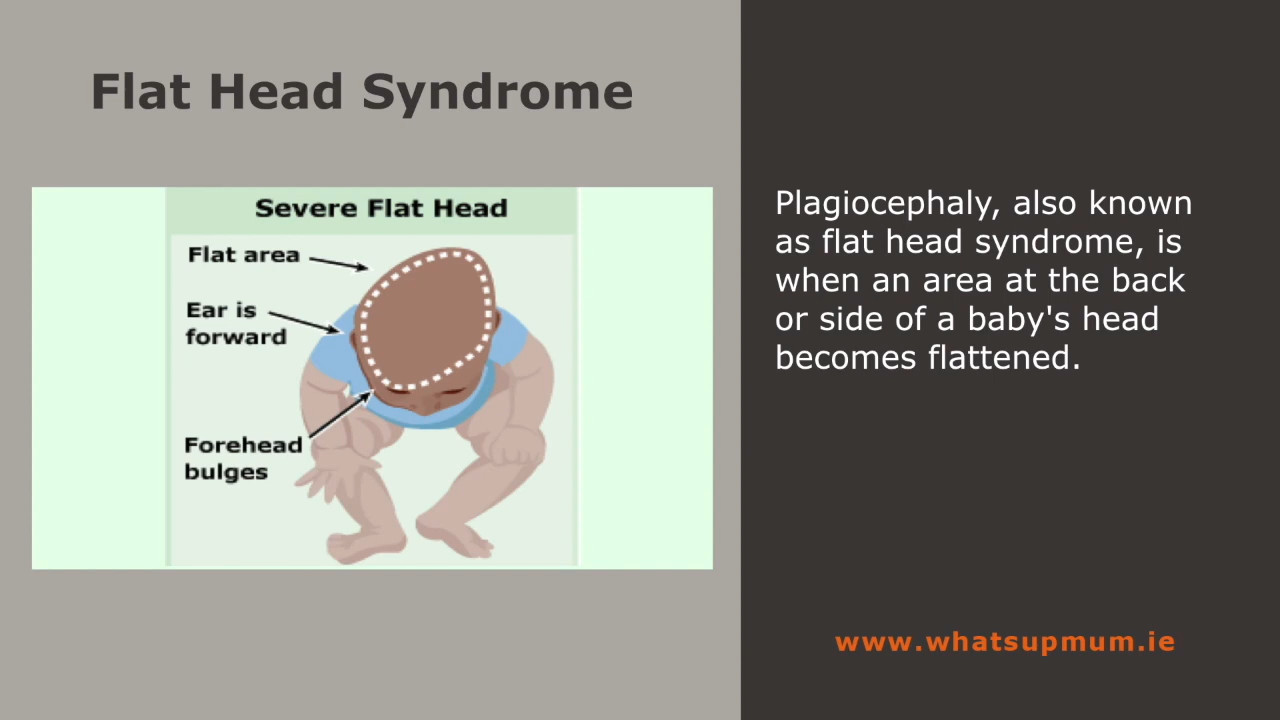 Flat Head Syndrome
Severe Flat Head
Flat area
Ear is
forward
Forehead
bulges
Plagiocephaly, also known
as flat head syndrome, is
when an area at the back
or side of a baby's head
becomes flattened.
www.whatsupmum.ie